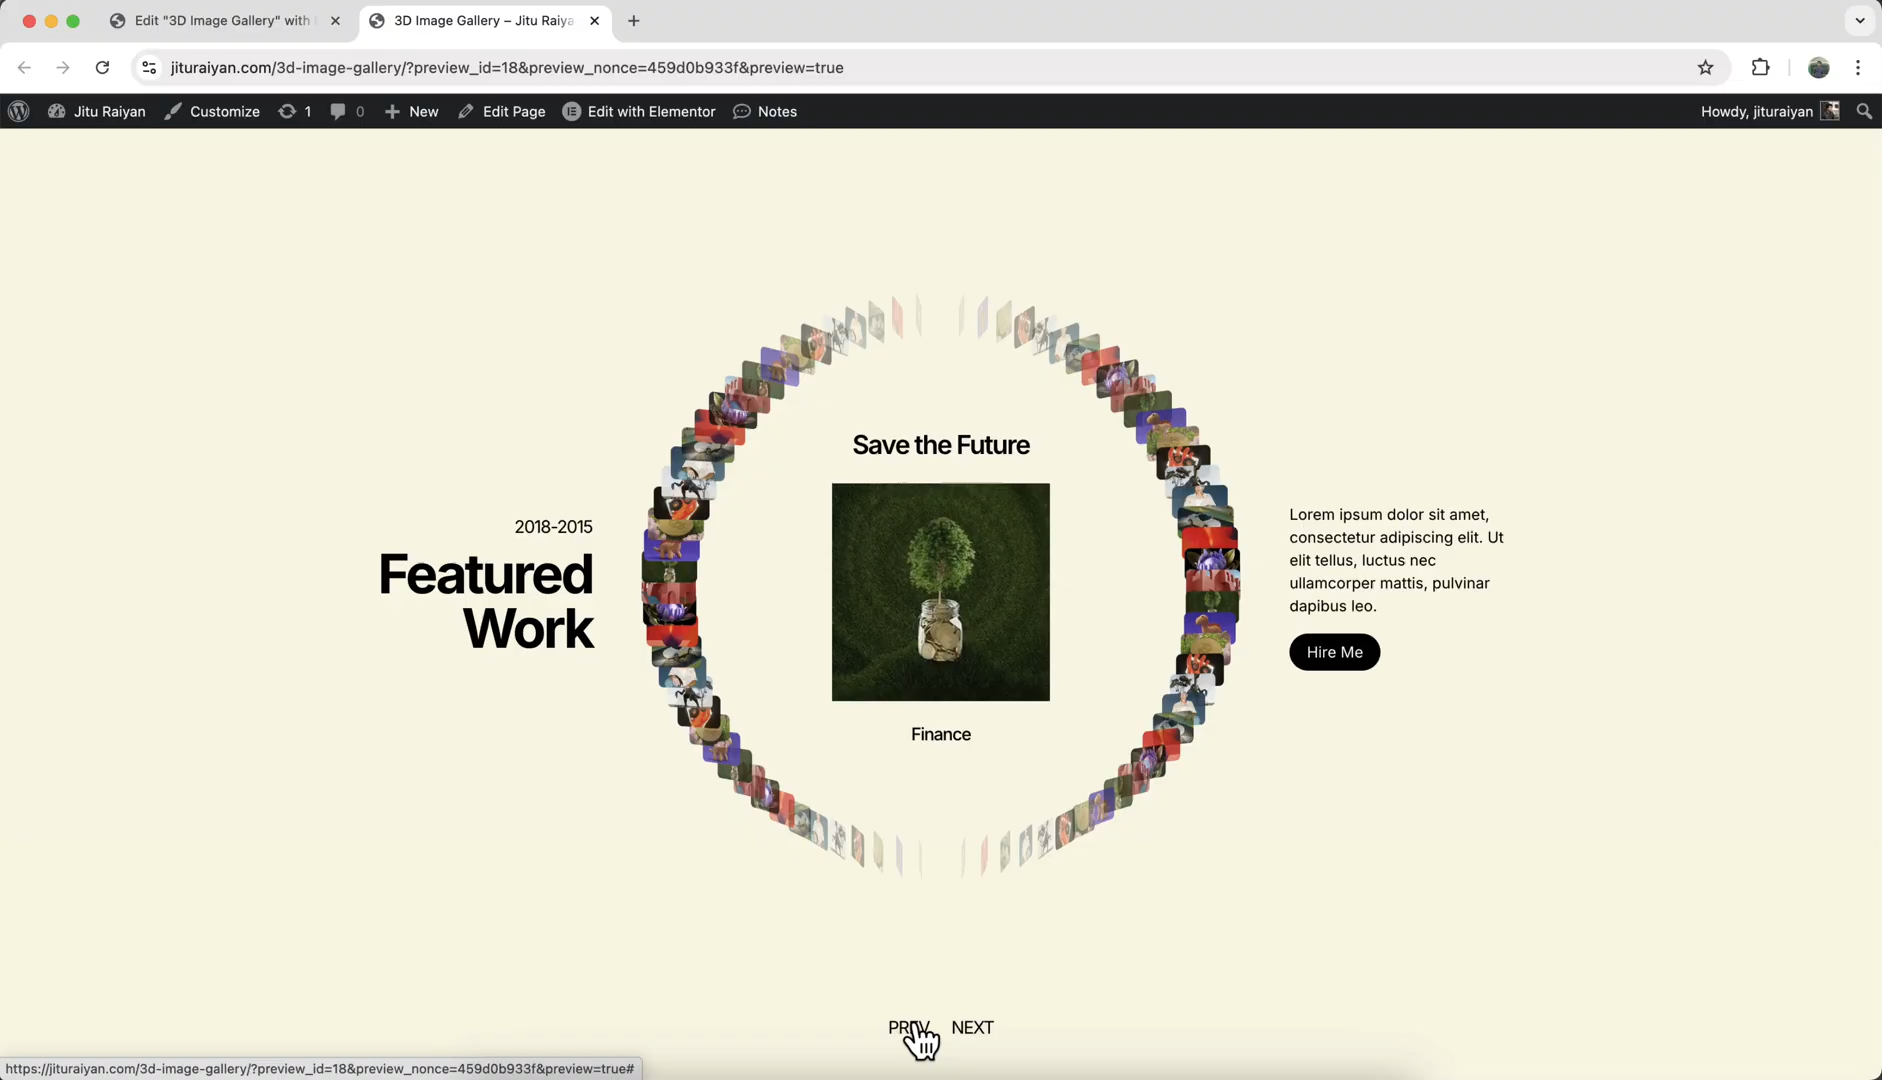 Edit "3D Image Gallery" with
3D Image Gallery – Jitu Raiya
jituraiyan.com/3d-image-gallery/?preview_id=18&preview_nonce=459d0b933f&preview=true
Jitu Raiyan Customize 1 0 New Edit Page Edit with Elementor Notes Howdy, jituraiyan
Save the Future
2018-2015
Featured
Work
Finance
Lorem ipsum dolor sit amet,
consectetur adipiscing elit. Ut
elit tellus, luctus nec
ullamcorper mattis, pulvinar
dapibus leo.
Hire Me
PREV NEXT
https://jituraiyan.com/3d-image-gallery/?preview_id=18&preview_nonce=459d0b933f&preview=true#